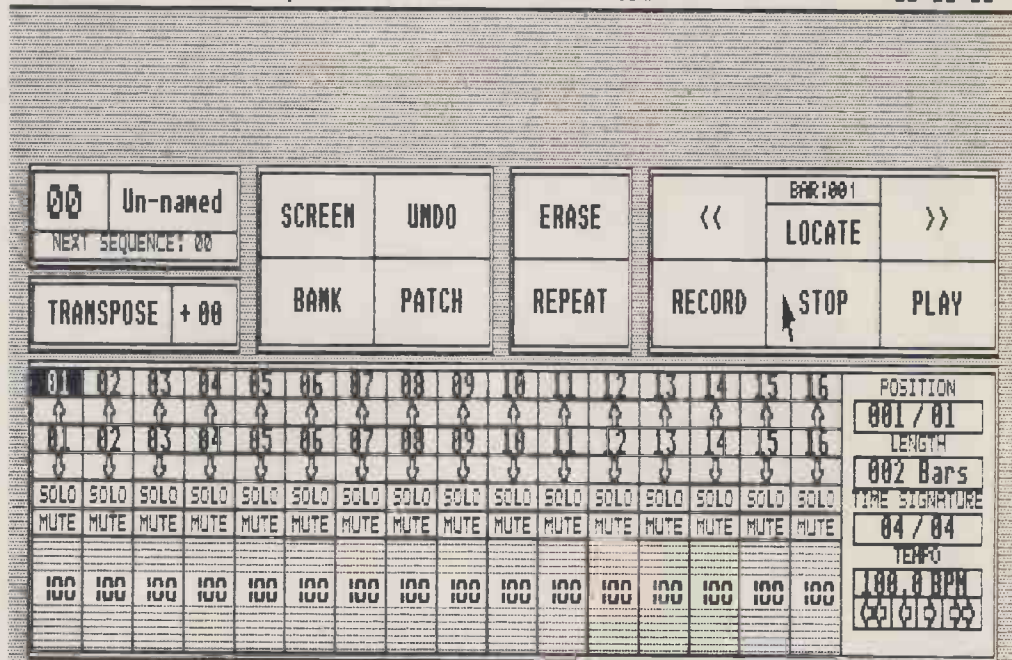 00 Un-named
NEXT SEQUENCE: 00
TRANSPOSE +00
SCREEN UNDO
BANK PATCH
ERASE
REPEAT
<< BAR:001 >>
LOCATE
RECORD STOP PLAY
01 02 03 04 05 06 07 08 09 10 11 12 13 14 15 16
01 02 03 04 05 06 07 08 09 10 11 12 13 14 15 16
SOLO SOLO SOLO SOLO SOLO SOLO SOLO SOLO SOLO SOLO SOLO SOLO SOLO SOLO SOLO SOLO
MUTE MUTE MUTE MUTE MUTE MUTE MUTE MUTE MUTE MUTE MUTE MUTE MUTE MUTE MUTE MUTE
100 100 100 100 100 100 100 100 100 100 100 100 100 100 100 100
POSITION
001 / 01
LENGTH
002 Bars
TIME SIGNATURE
04 / 04
TEMPO
100.0 BPM